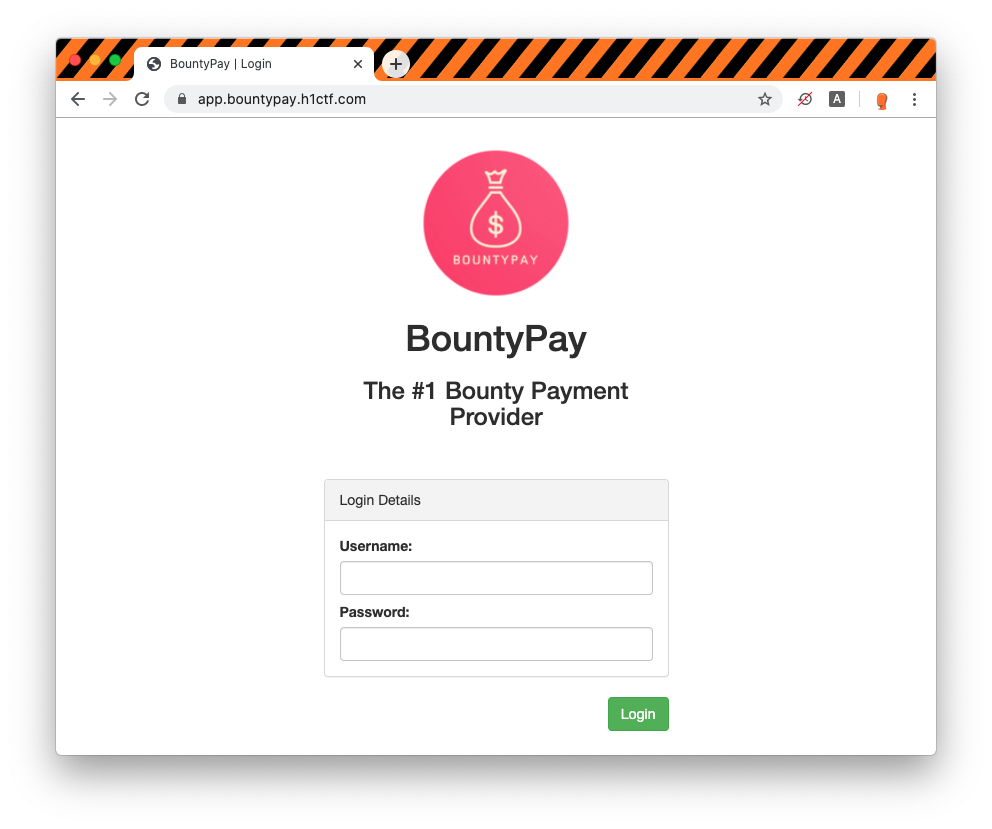 BountyPay | Login
app.bountypay.h1ctf.com
A
$
BOUNTYPAY
BountyPay
The #1 Bounty Payment
Provider
Login Details
Username:
Password:
Login